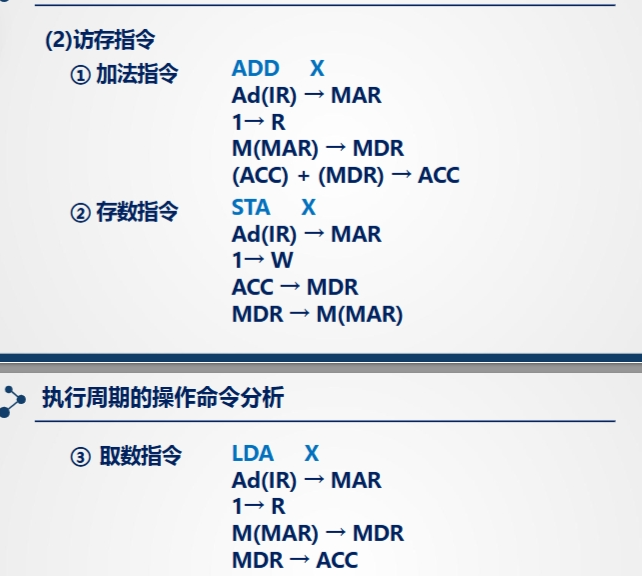 (2)访存指令
① 加法指令 ADD X
Ad(IR) → MAR
1→ R
M(MAR) → MDR
(ACC) + (MDR) → ACC
② 存数指令 STA X
Ad(IR) → MAR
1→ W
ACC → MDR
MDR → M(MAR)
执行周期的操作命令分析
③ 取数指令 LDA X
Ad(IR) → MAR
1→ R
M(MAR) → MDR
MDR → ACC